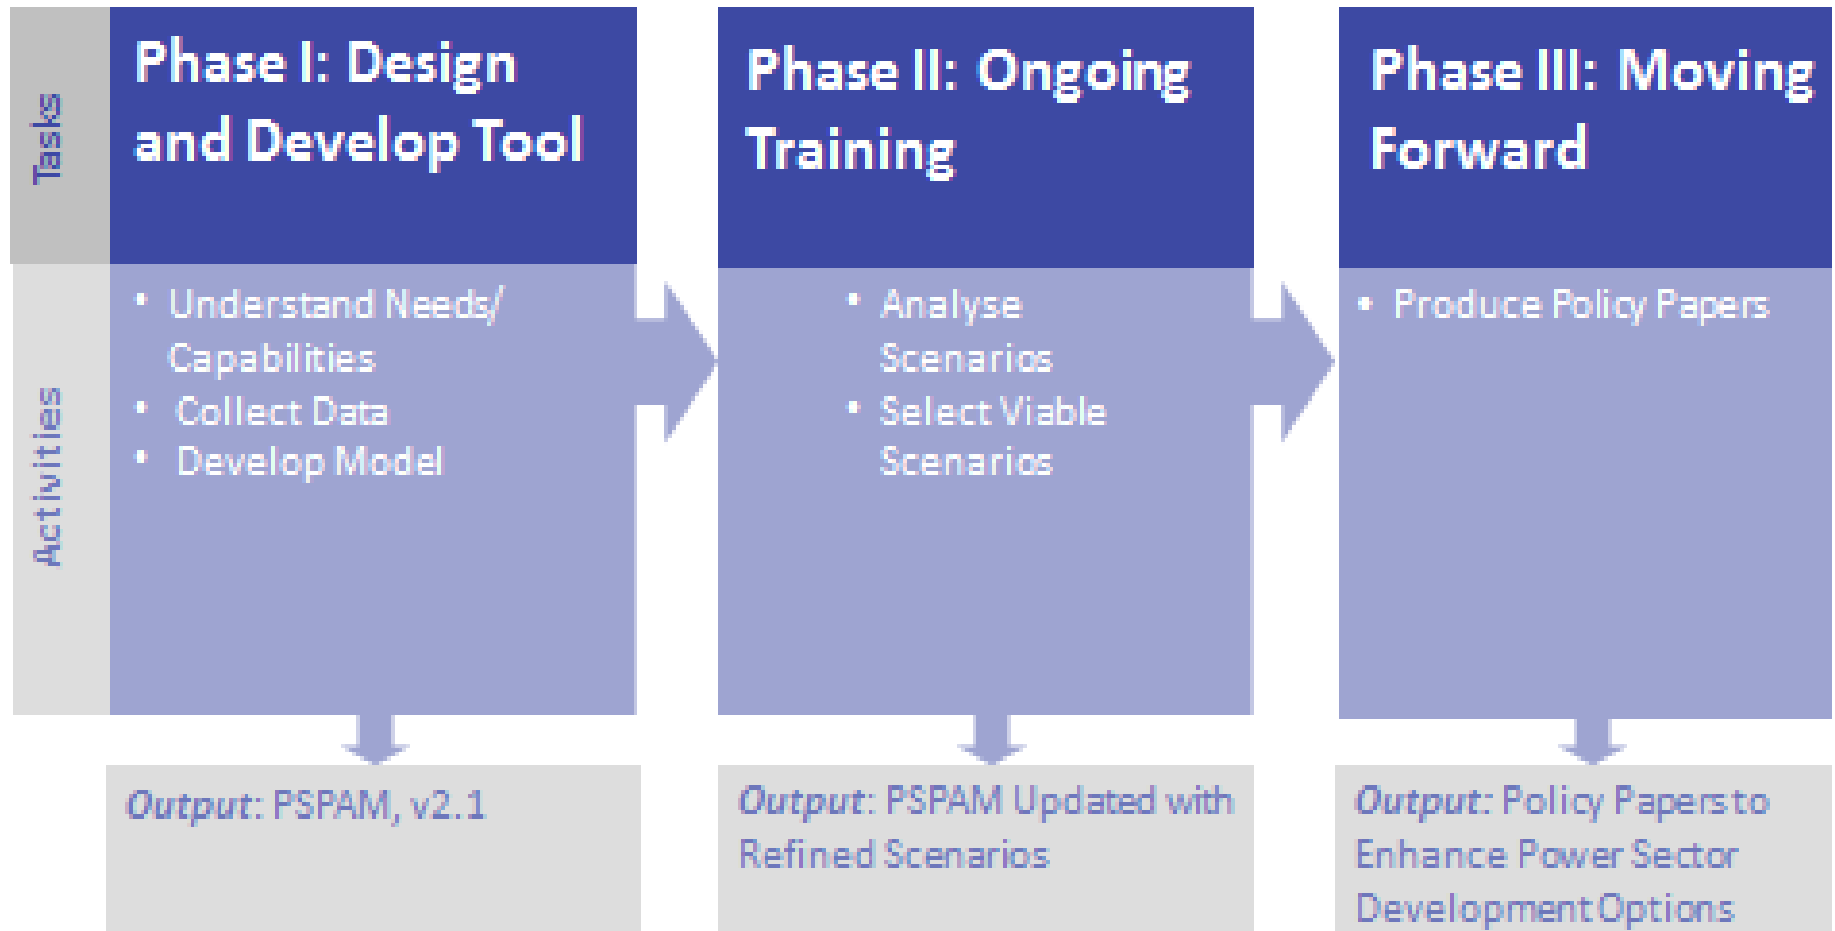 Tasks
Phase I: Design
and Develop Tool
Phase II: Ongoing
Training
Phase III: Moving
Forward
Activities
• Understand Needs/
Capabilities
• Collect Data
• Develop Model
• Analyse
Scenarios
• Select Viable
Scenarios
• Produce Policy Papers
Output: PSPAM, v2.1
Output: PSPAM Updated with
Refined Scenarios
Output: Policy Papers to
Enhance Power Sector
Development Options